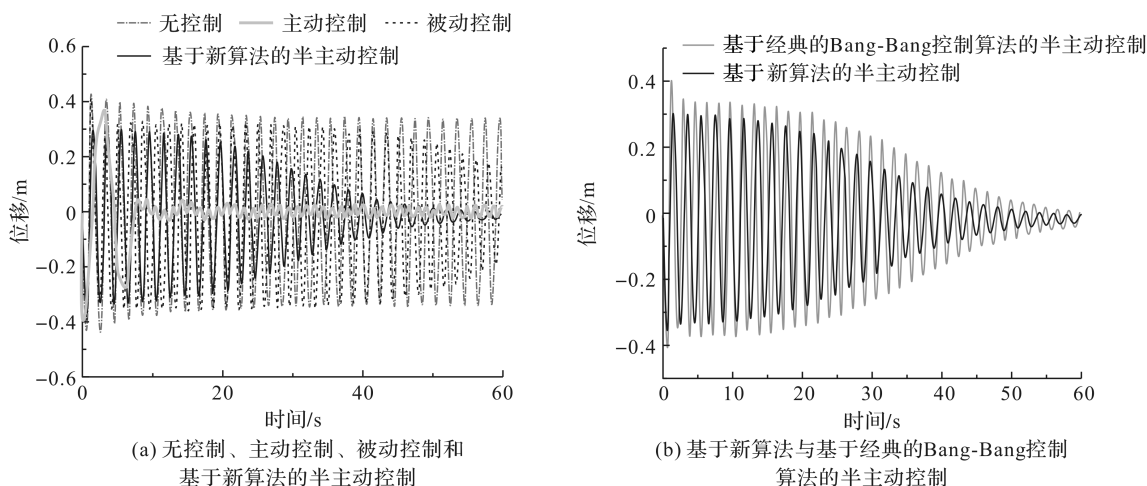 无控制 主动控制 被动控制
基于新算法的半主动控制
0.6
0.4
0.2
0
−0.2
−0.4
−0.6
位移/m
0 20 40 60
时间/s
(a) 无控制、主动控制、被动控制和
基于新算法的半主动控制
基于经典的Bang-Bang控制算法的半主动控制
基于新算法的半主动控制
0.4
0.2
0
−0.2
−0.4
位移/m
0 10 20 30 40 50 60
时间/s
(b) 基于新算法与基于经典的Bang-Bang控制
算法的半主动控制